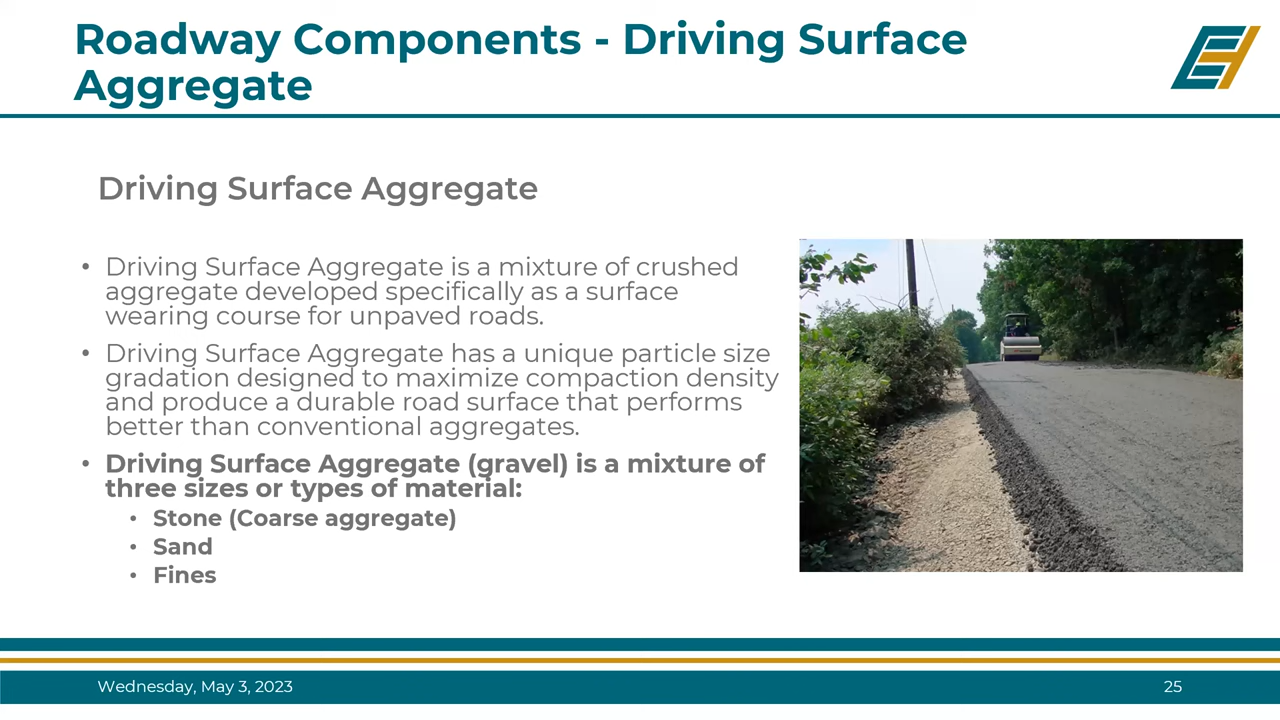 Roadway Components - Driving Surface
Aggregate
Driving Surface Aggregate
• Driving Surface Aggregate is a mixture of crushed
aggregate developed specifically as a surface
wearing course for unpaved roads.
• Driving Surface Aggregate has a unique particle size
gradation designed to maximize compaction density
and produce a durable road surface that performs
better than conventional aggregates.
• Driving Surface Aggregate (gravel) is a mixture of
three sizes or types of material:
• Stone (Coarse aggregate)
• Sand
• Fines
Wednesday, May 3, 2023
25